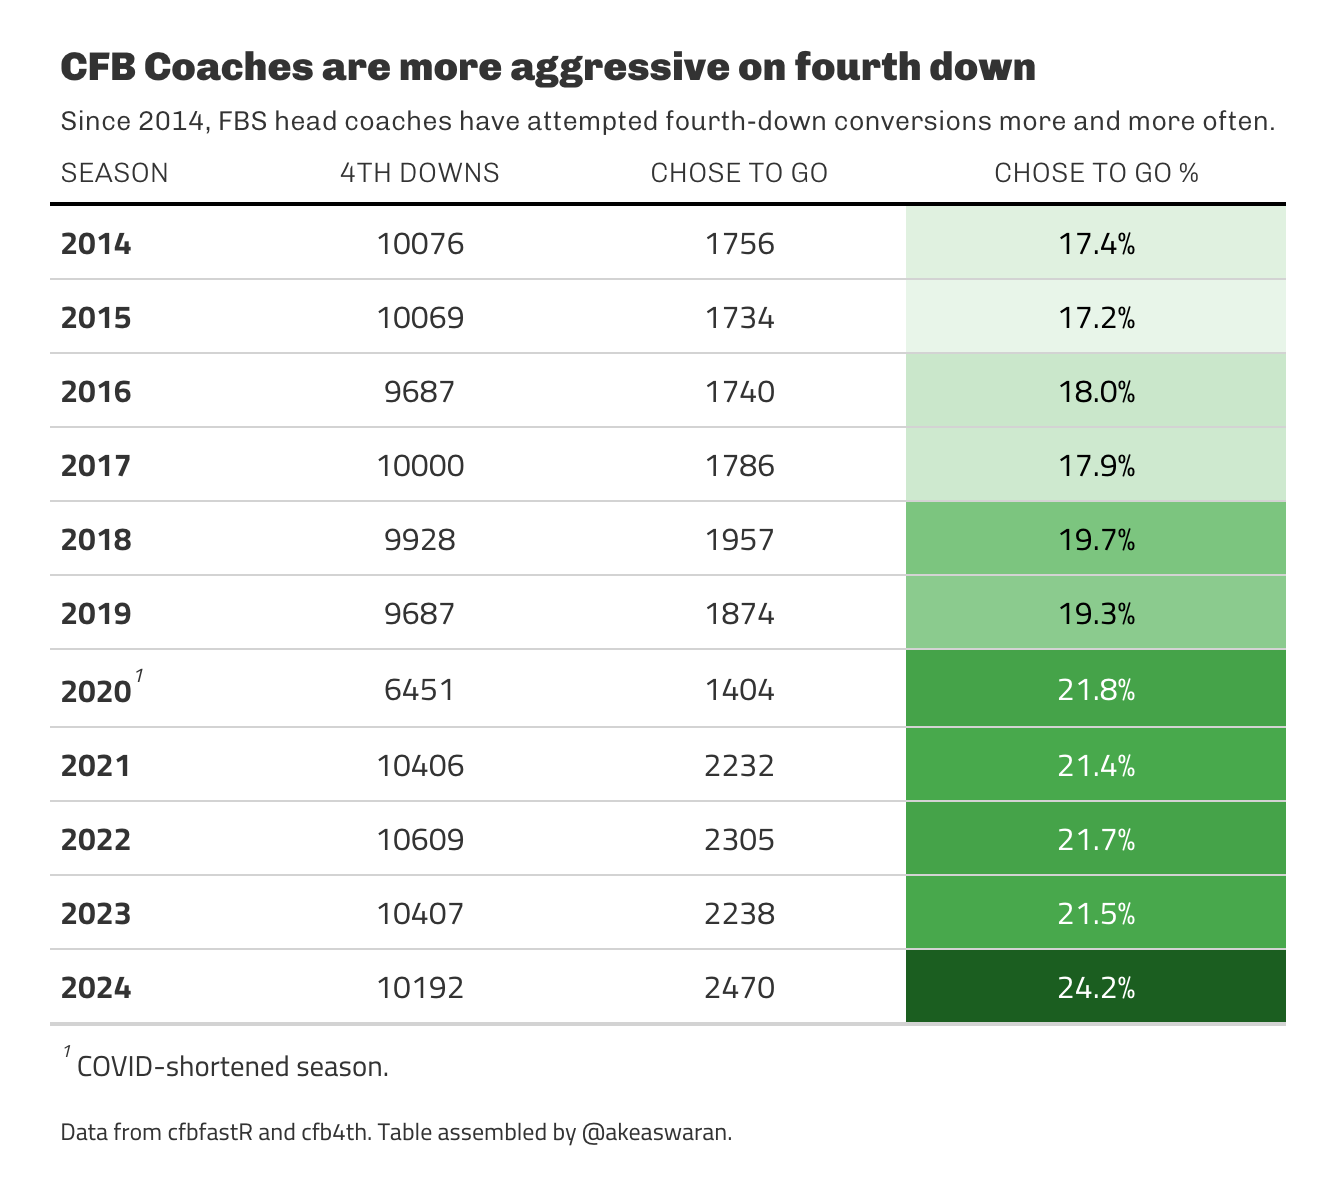 CFB Coaches are more aggressive on fourth down
Since 2014, FBS head coaches have attempted fourth-down conversions more and more often.
SEASON 4TH DOWNS CHOSE TO GO CHOSE TO GO %
2014 10076 1756 17.4%
2015 10069 1734 17.2%
2016 9687 1740 18.0%
2017 10000 1786 17.9%
2018 9928 1957 19.7%
2019 9687 1874 19.3%
2020¹ 6451 1404 21.8%
2021 10406 2232 21.4%
2022 10609 2305 21.7%
2023 10407 2238 21.5%
2024 10192 2470 24.2%
¹ COVID-shortened season.
Data from cfbfastR and cfb4th. Table assembled by @akeaswaran.